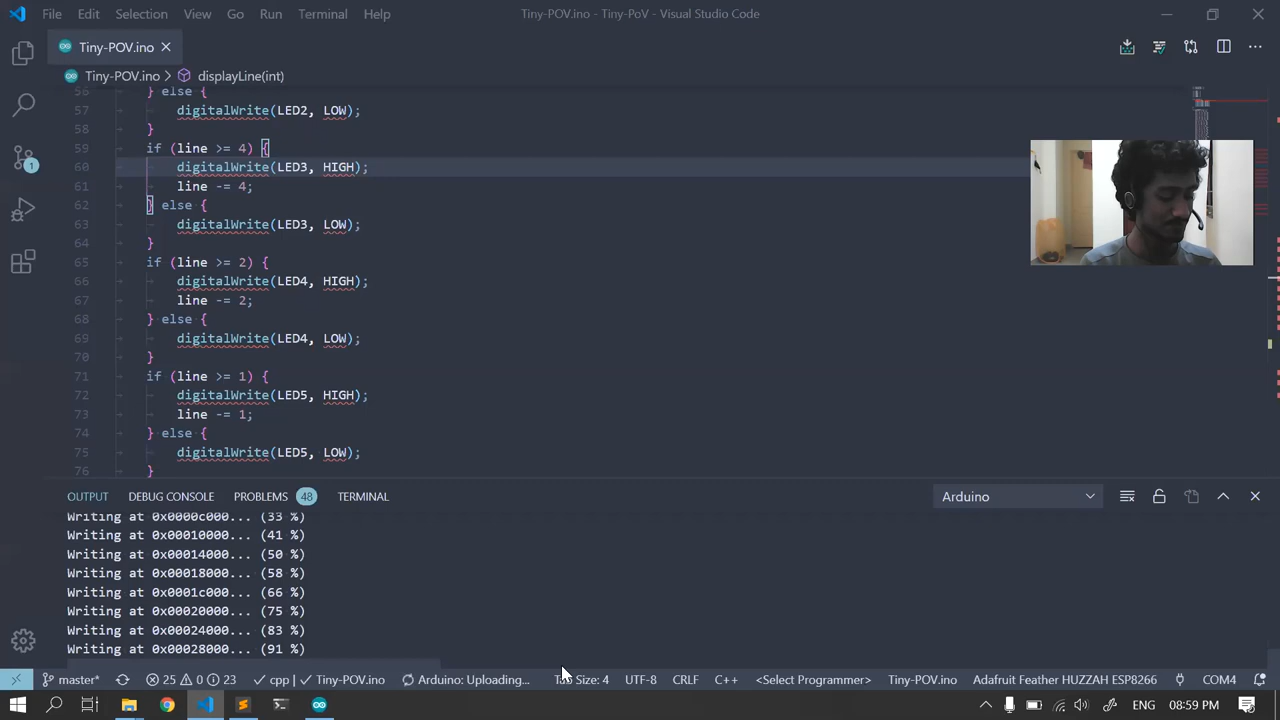 File Edit Selection View Go Run Terminal Help
Tiny-POV.ino - Tiny-PoV - Visual Studio Code
Tiny-POV.ino
Tiny-POV.ino > displayLine(int)
56 } else {
57 digitalWrite(LED2, LOW);
58 }
59 if (line >= 4) {
60 digitalWrite(LED3, HIGH);
61 line -= 4;
62 } else {
63 digitalWrite(LED3, LOW);
64 }
65 if (line >= 2) {
66 digitalWrite(LED4, HIGH);
67 line -= 2;
68 } else {
69 digitalWrite(LED4, LOW);
70 }
71 if (line >= 1) {
72 digitalWrite(LED5, HIGH);
73 line -= 1;
74 } else {
75 digitalWrite(LED5, LOW);
76 }
1
OUTPUT DEBUG CONSOLE PROBLEMS 48 TERMINAL Arduino
Writing at 0x0000c000... (33 %)
Writing at 0x00010000... (41 %)
Writing at 0x00014000... (50 %)
Writing at 0x00018000... (58 %)
Writing at 0x0001c000... (66 %)
Writing at 0x00020000... (75 %)
Writing at 0x00024000... (83 %)
Writing at 0x00028000... (91 %)
master* 25 0 23 cpp Tiny-POV.ino Arduino: Uploading... Tab Size: 4 UTF-8 CRLF C++ <Select Programmer> Tiny-POV.ino Adafruit Feather HUZZAH ESP8266 COM4
ENG 08:59 PM